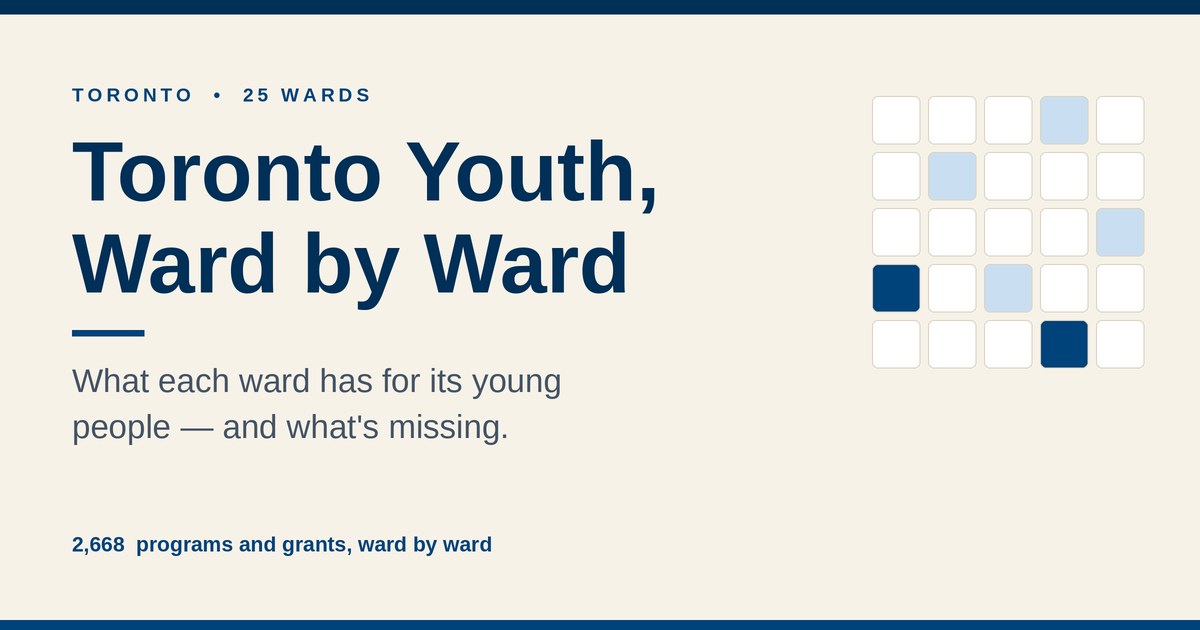 TORONTO • 25 WARDS
Toronto Youth,
Ward by Ward
What each ward has for its young
people — and what's missing.
2,668 programs and grants, ward by ward